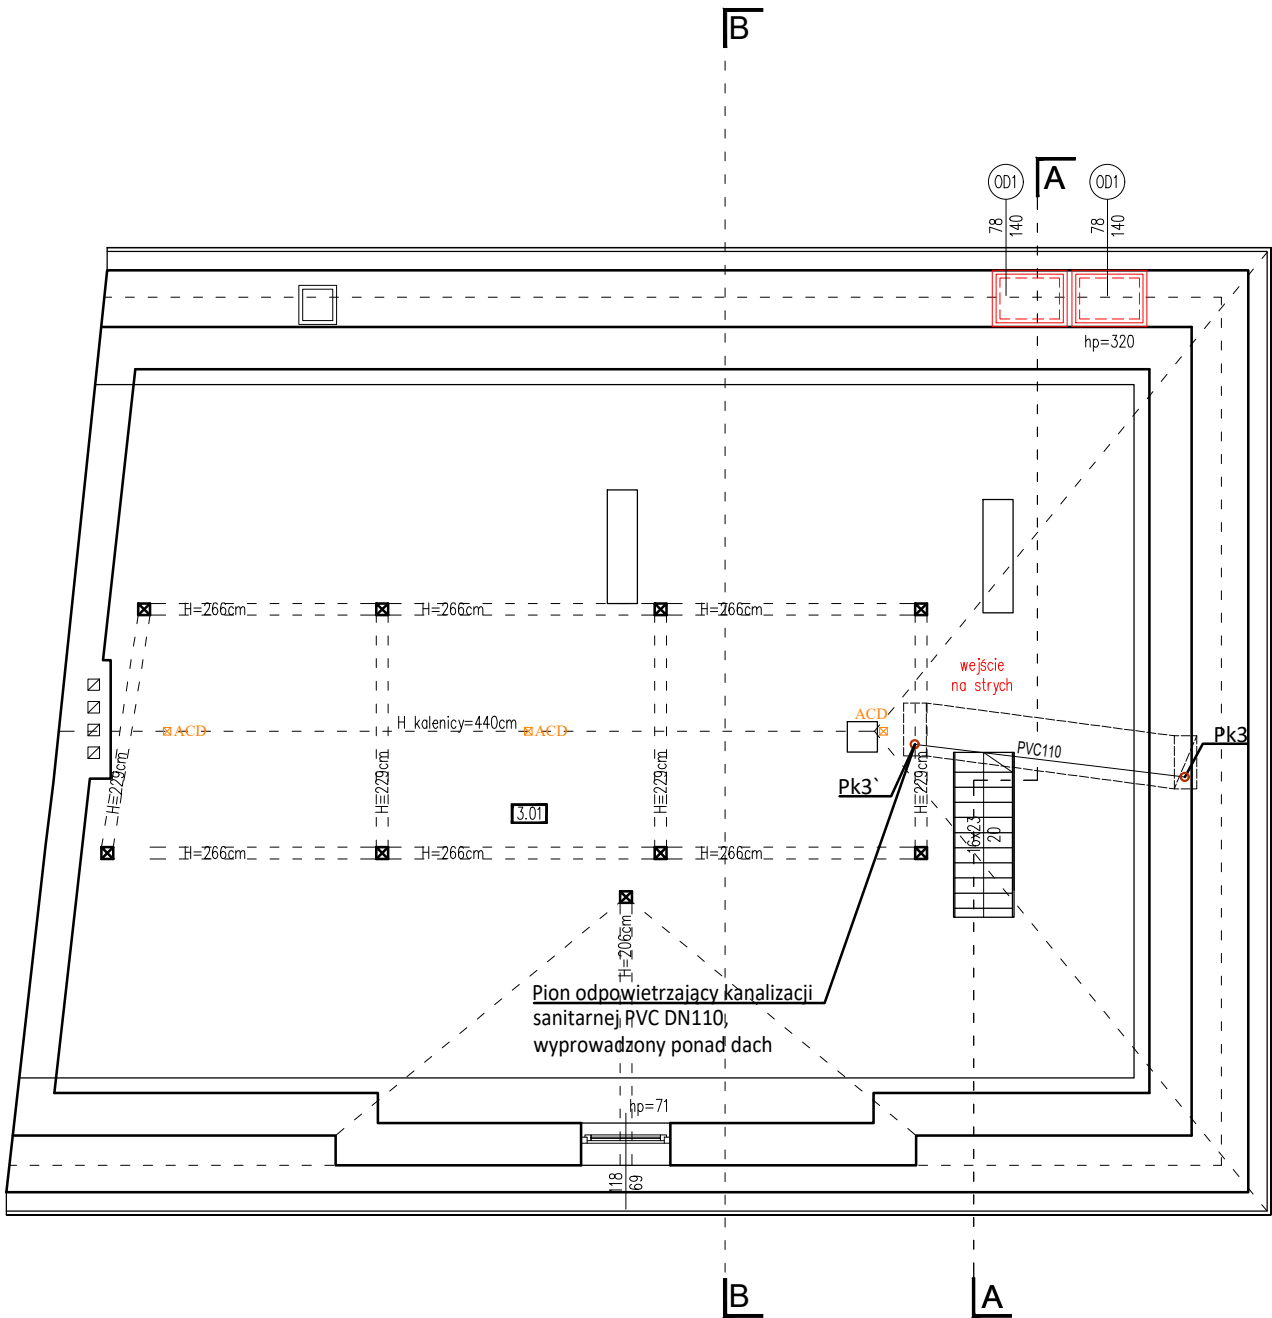 B
OD1
A
OD1
78
140
78
140
hp=320
H=266cm
H=266cm
H=266cm
wejście
na strych
ACD
H kalenicy=440cm
ACD
ACD
Pk3
PVC110
H=229cm
H=229cm
H=229cm
H=229cm
Pk3`
3.01
16x23
20
H=266cm
H=266cm
H=266cm
H=206cm
Pion odpowietrzający kanalizacji
sanitarnej PVC DN110,
wyprowadzony ponad dach
hp=71
118
69
B
A